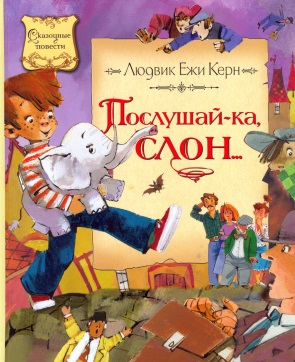 Сказочные
повести
Людвик Ежи Керн
Послушай-ка,
слон...